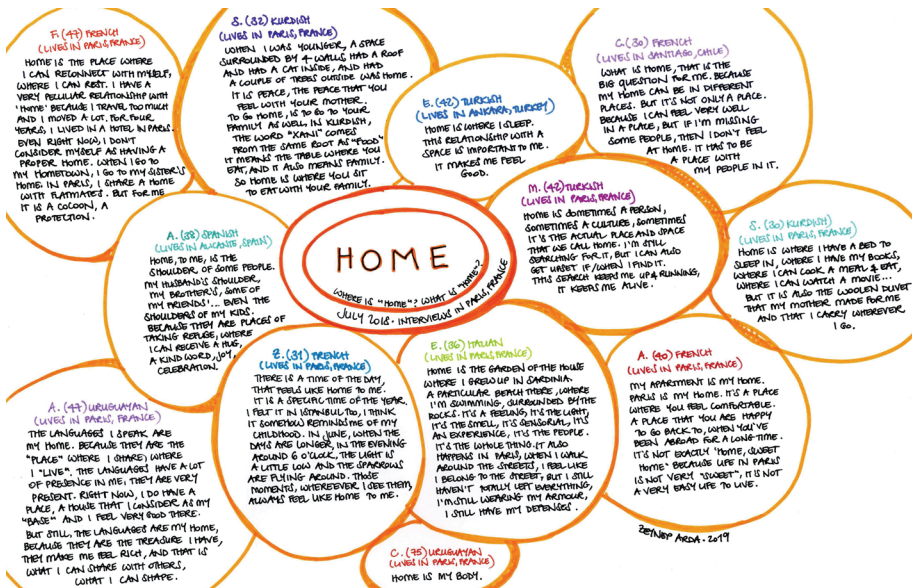 F. (47) FRENCH
(LIVES IN PARIS, FRANCE)
HOME IS THE PLACE WHERE
I CAN RECONNECT WITH MYSELF,
WHERE I CAN REST. I HAVE A
VERY PECULIAR RELATIONSHIP WITH
'HOME' BECAUSE I TRAVEL TOO MUCH
AND I MOVED A LOT. FOR FOUR
YEARS, I LIVED IN A HOTEL IN PARIS.
EVEN RIGHT NOW, I DON'T
CONSIDER MYSELF AS HAVING A
PROPER HOME. WHEN I GO TO
MY HOMETOWN, I GO TO MY SISTER'S
HOME. IN PARIS, I SHARE A HOME
WITH FLATMATES. BUT FOR ME
IT IS A COCOON, A
PROTECTION.
S. (32) KURDISH
(LIVES IN PARIS, FRANCE)
WHEN I WAS YOUNGER, A SPACE
SURROUNDED BY 4 WALLS, HAD A ROOF
AND HAD A CAT INSIDE, AND HAD
A COUPLE OF TREES OUTSIDE WAS HOME.
IT IS PEACE, THE PEACE THAT YOU
FEEL WITH YOUR MOTHER.
TO GO HOME, IS TO GO TO YOUR
FAMILY AS WELL. IN KURDISH,
THE WORD "XANI" COMES
FROM THE SAME ROOT AS "FOOD"
IT MEANS THE TABLE WHERE YOU
EAT, AND IT ALSO MEANS FAMILY.
SO HOME IS WHERE YOU SIT
TO EAT WITH YOUR FAMILY.
E. (42) TURKISH
(LIVES IN ANKARA, TURKEY)
HOME IS WHERE I SLEEP.
THIS RELATIONSHIP WITH A
SPACE IS IMPORTANT TO ME.
IT MAKES ME FEEL
GOOD.
C. (30) FRENCH
(LIVES IN SANTIAGO, CHILE)
WHAT IS HOME, THAT IS THE
BIG QUESTION FOR ME. BECAUSE
MY HOME CAN BE IN DIFFERENT
PLACES. BUT IT'S NOT ONLY A PLACE.
BECAUSE I CAN FEEL VERY WELL
IN A PLACE, BUT IF I'M MISSING
SOME PEOPLE, THEN I DON'T FEEL
AT HOME. IT HAS TO BE
A PLACE WITH
MY PEOPLE IN IT.
A. (38) SPANISH
(LIVES IN ALICANTE, SPAIN)
HOME, TO ME, IS THE
SHOULDER OF SOME PEOPLE.
MY HUSBAND'S SHOULDER,
MY BROTHER'S, SOME OF
MY FRIENDS'... EVEN THE
SHOULDERS OF MY KIDS.
BECAUSE THEY ARE PLACES OF
TAKING REFUGE, WHERE
I CAN RECEIVE A HUG,
A KIND WORD, JOY,
CELEBRATION.
HOME
WHERE IS "HOME"? WHAT IS "HOME"?
JULY 2018 - INTERVIEWS IN PARIS, FRANCE
M. (42) TURKISH
(LIVES IN PARIS, FRANCE)
HOME IS SOMETIMES A PERSON,
SOMETIMES A CULTURE, SOMETIMES
IT'S THE ACTUAL PLACE AND SPACE
THAT WE CALL HOME. I'M STILL
SEARCHING FOR IT, BUT I CAN ALSO
GET UPSET IF/WHEN I FIND IT.
THIS SEARCH KEEPS ME UP & RUNNING,
IT KEEPS ME ALIVE.
S. (30) KURDISH
(LIVES IN PARIS, FRANCE)
HOME IS WHERE I HAVE A BED TO
SLEEP IN, WHERE I HAVE MY BOOKS,
WHERE I CAN COOK A MEAL & EAT,
WHERE I CAN WATCH A MOVIE...
BUT IT IS ALSO THE WOOLEN DUVET
THAT MY MOTHER MADE FOR ME
AND THAT I CARRY WHEREVER
I GO.
A. (47) URUGUAYAN
(LIVES IN PARIS, FRANCE)
THE LANGUAGES I SPEAK ARE
MY HOME. BECAUSE THEY ARE THE
"PLACE" WHERE I SHARE, WHERE
I "LIVE". THE LANGUAGES HAVE A LOT
OF PRESENCE IN ME, THEY ARE VERY
PRESENT. RIGHT NOW, I DO HAVE A
PLACE, A HOUSE THAT I CONSIDER AS MY
"BASE" AND I FEEL VERY GOOD THERE.
BUT STILL, THE LANGUAGES ARE MY HOME,
BECAUSE THEY ARE THE TREASURE I HAVE,
THEY MAKE ME FEEL RICH, AND THAT IS
WHAT I CAN SHARE WITH OTHERS,
WHAT I CAN SHAPE.
Z. (31) FRENCH
(LIVES IN PARIS, FRANCE)
THERE IS A TIME OF THE DAY,
THAT FEELS LIKE HOME TO ME.
IT IS A SPECIFIC TIME OF THE YEAR.
I FELT IT IN ISTANBUL TOO, I THINK
IT SOMEHOW REMINDS ME OF MY
CHILDHOOD. IN JUNE, WHEN THE
DAYS ARE LONGER, IN THE EVENING
AROUND 6 O'CLOCK, THE LIGHT IS
A LITTLE LOW AND THE SPARROWS
ARE FLYING AROUND. THOSE
MOMENTS, WHEREVER I SEE THEM,
ALWAYS FEEL LIKE HOME TO ME.
E. (36) ITALIAN
(LIVES IN PARIS, FRANCE)
HOME IS THE GARDEN OF THE HOUSE
WHERE I GREW UP IN SARDINIA.
A PARTICULAR BEACH THERE, WHERE
I'M SWIMMING, SURROUNDED BY THE
ROCKS. IT'S A FEELING, IT'S THE LIGHT,
IT'S THE SMELL, IT'S SENSORIAL, IT'S
AN EXPERIENCE, IT'S THE PEOPLE.
IT'S THE WHOLE THING. IT ALSO
HAPPENS IN PARIS, WHEN I WALK
AROUND THE STREETS, I FEEL LIKE
I BELONG TO THE STREET, BUT I STILL
HAVEN'T TOTALLY LEFT EVERYTHING,
I'M STILL WEARING MY ARMOUR,
I STILL HAVE MY DEFENSES.
A. (40) FRENCH
(LIVES IN PARIS, FRANCE)
MY APARTMENT IS MY HOME.
PARIS IS MY HOME. IT'S A PLACE
WHERE YOU FEEL COMFORTABLE.
A PLACE THAT YOU ARE HAPPY
TO GO BACK TO, WHEN YOU'VE
BEEN ABROAD FOR A LONG TIME.
IT'S NOT EXACTLY 'HOME, SWEET
HOME' BECAUSE LIFE IN PARIS
IS NOT VERY "SWEET", IT IS NOT
A VERY EASY LIFE TO LIVE.
ZEYNEP ARDA - 2019
C. (75) URUGUAYAN
(LIVES IN PARIS, FRANCE)
HOME IS MY BODY.